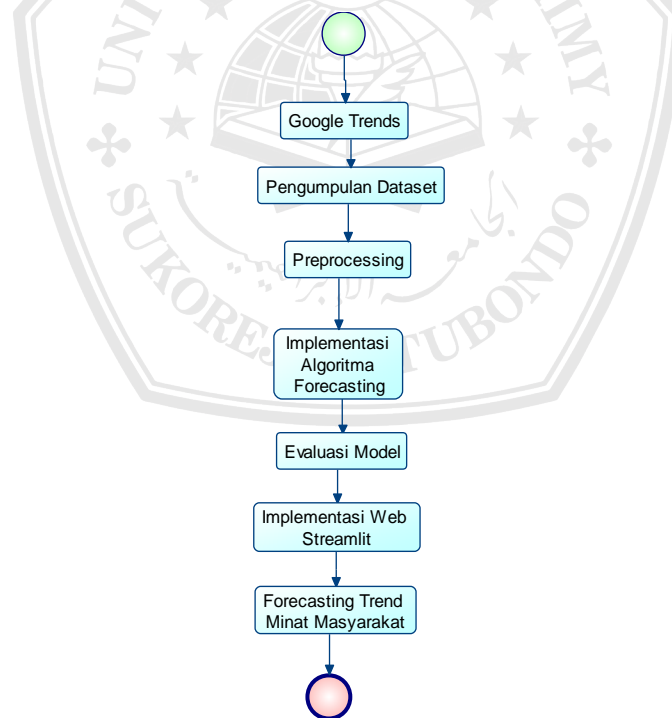 Google Trends
Pengumpulan Dataset
Preprocessing
Implementasi
Algoritma
Forecasting
Evaluasi Model
Implementasi Web
Streamlit
Forecasting Trend
Minat Masyarakat